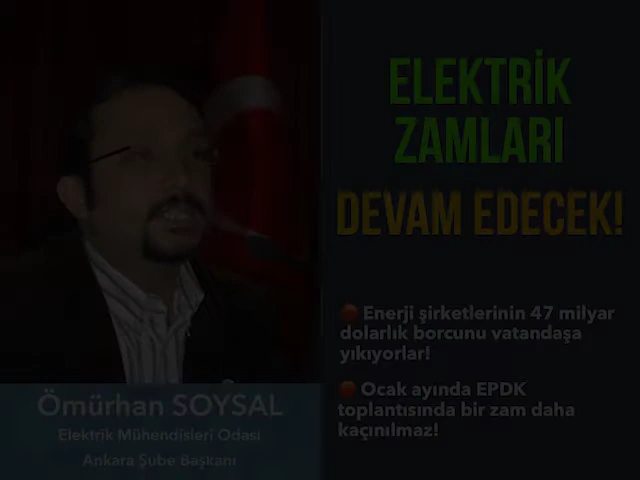 ELEKTRİK
ZAMLARI
DEVAM EDECEK!
Enerji şirketlerinin 47 milyar
dolarlık borcunu vatandaşa
yıkıyorlar!
Ocak ayında EPDK
toplantısında bir zam daha
kaçınılmaz!
Ömürhan SOYSAL
Elektrik Mühendisleri Odası
Ankara Şube Başkanı